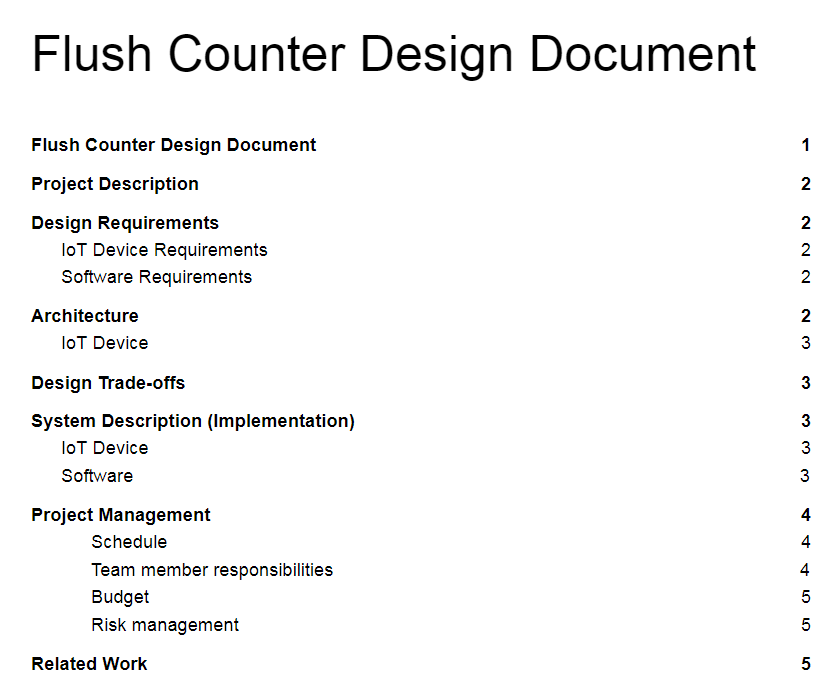 Flush Counter Design Document
Flush Counter Design Document 1
Project Description 2
Design Requirements 2
IoT Device Requirements 2
Software Requirements 2
Architecture 2
IoT Device 3
Design Trade-offs 3
System Description (Implementation) 3
IoT Device 3
Software 3
Project Management 4
Schedule 4
Team member responsibilities 4
Budget 5
Risk management 5
Related Work 5